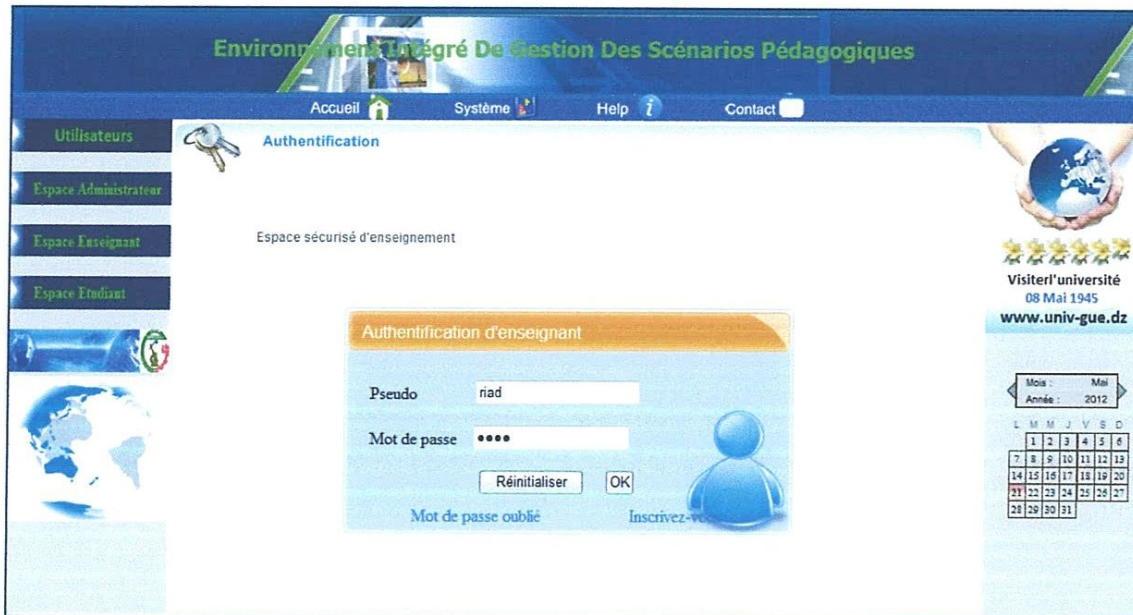 Environnement Intégré De Gestion Des Scénarios Pédagogiques
Accueil Système Help Contact
Utilisateurs
Espace Administrateur
Espace Enseignant
Espace Etudiant
Authentification
Espace sécurisé d'enseignement
Authentification d'enseignant
Pseudo riad
Mot de passe ••••
Réinitialiser OK
Mot de passe oublié Inscrivez-
Visiterl'université
08 Mai 1945
www.univ-gue.dz
Mois : Mai
Année : 2012
L M M J V S D
1 2 3 4 5 6
7 8 9 10 11 12 13
14 15 16 17 18 19 20
21 22 23 24 25 26 27
28 29 30 31